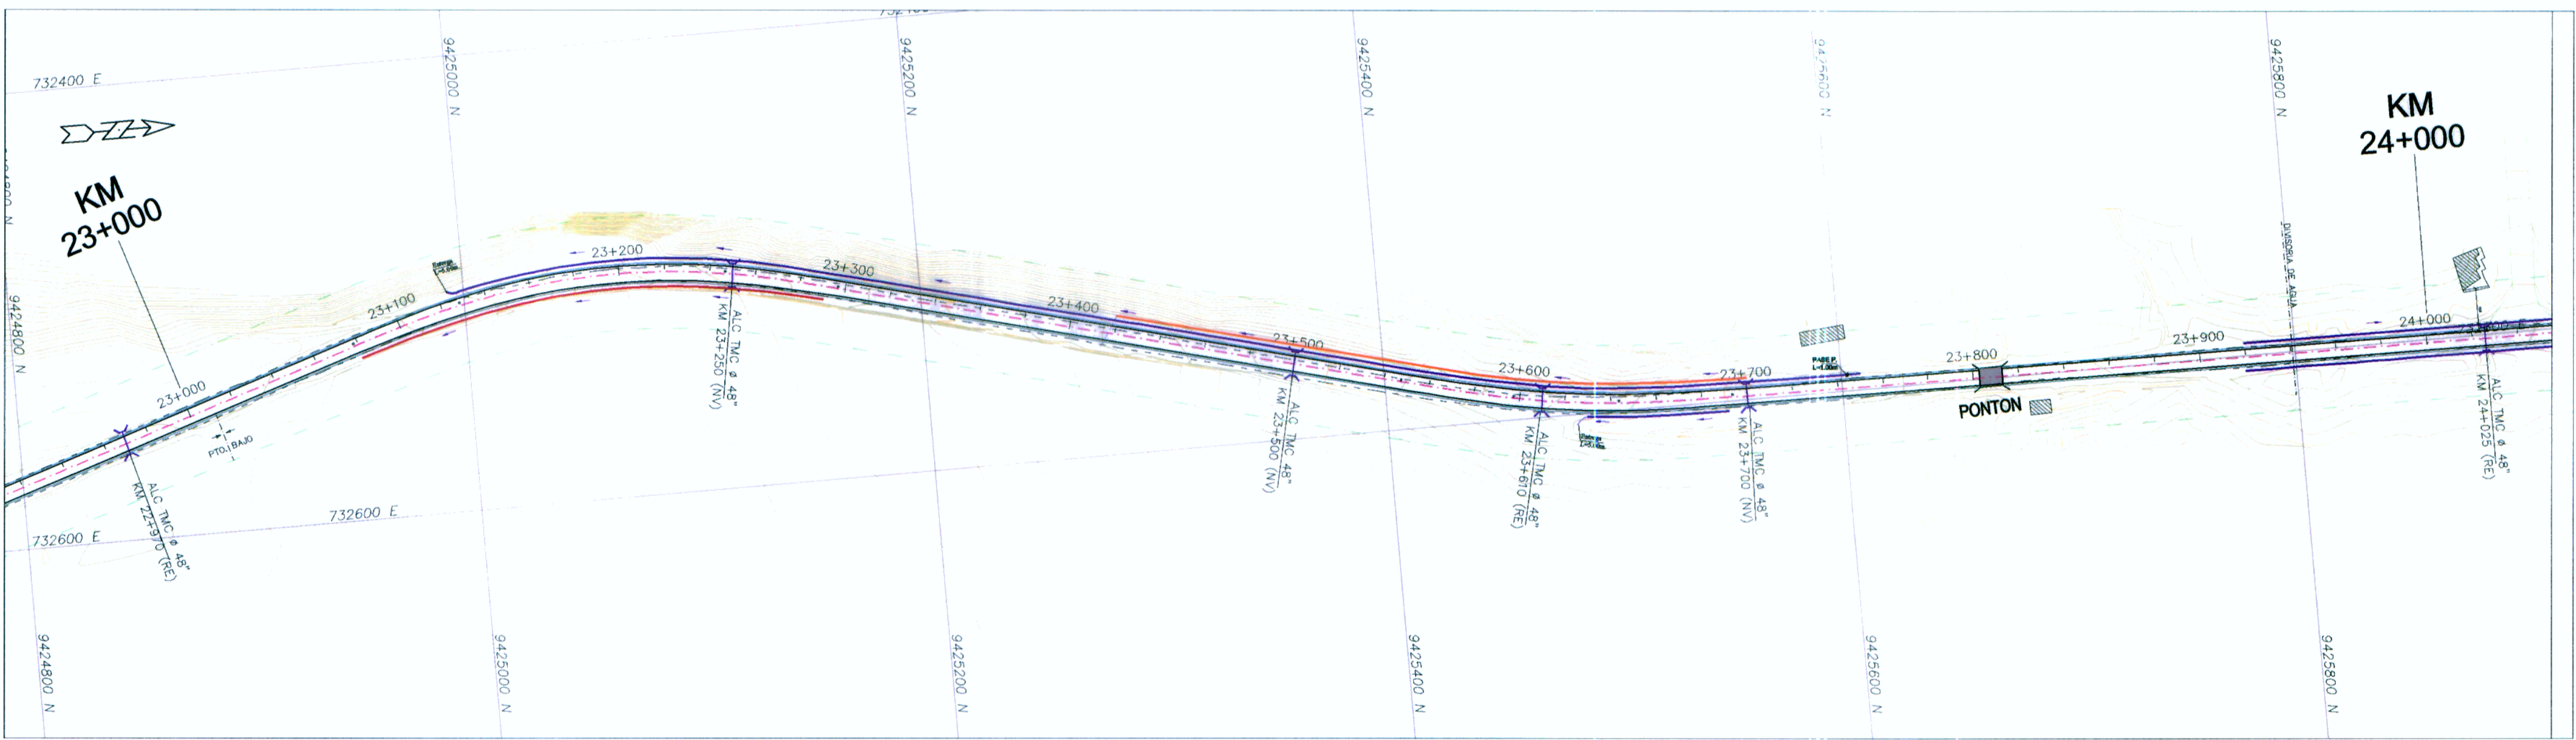 9425000 N
9425200 N
9425400 N
9425600 N
9425800 N
732400 E
KM
24+000
KM
23+000
9424800 N
23+000
23+100
23+200
23+300
23+400
23+500
23+600
23+700
23+800
23+900
24+000
DIVISORIA DE AGUA
PTO. BAJO
PONTON
ALC TMC ø 48"
KM 22+970 (RE)
ALC TMC ø 48"
KM 23+250 (NV)
ALC TMC 48"
KM 23+500 (NV)
ALC TMC ø 48"
KM 23+610 (RE)
ALC TMC ø 48"
KM 23+700 (NV)
ALC TMC ø 48"
KM 24+025 (RE)
732600 E
732600 E
9424800 N
9425000 N
9425200 N
9425400 N
9425600 N
9425800 N